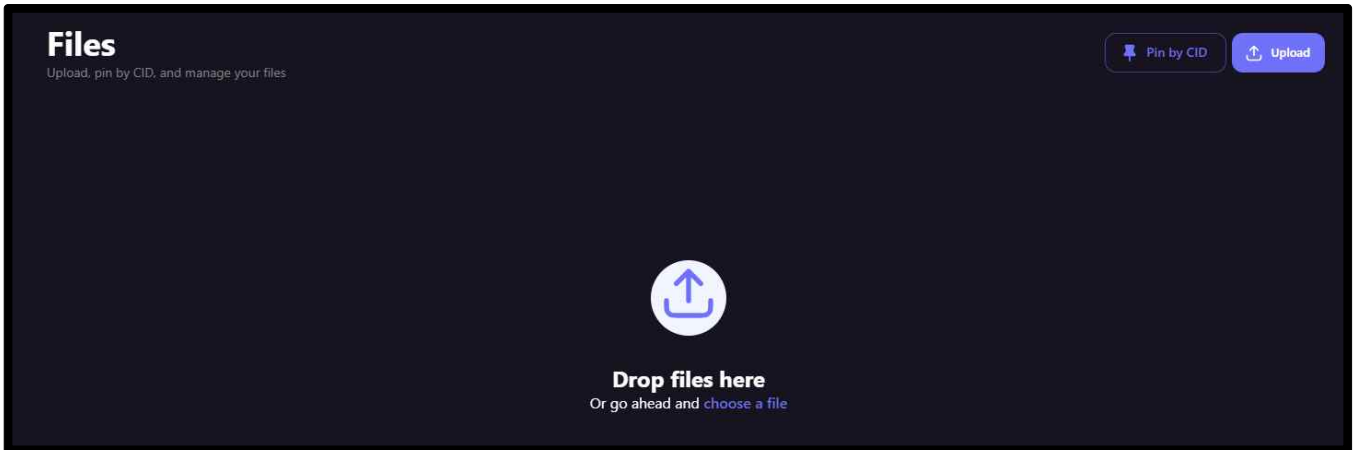 Files
Upload, pin by CID, and manage your files
Pin by CID
Upload
Drop files here
Or go ahead and choose a file